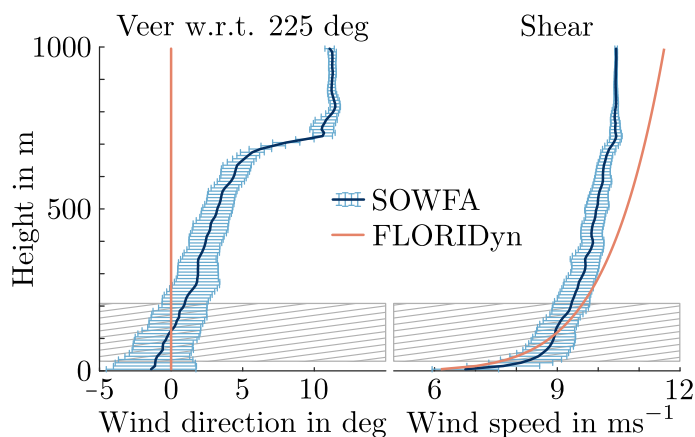 Veer w.r.t. 225 deg
Shear
1000
500
0
Height in m
SOWFA
FLORIDyn
-5 0 5 10
6 9 12
Wind direction in deg
Wind speed in ms⁻¹